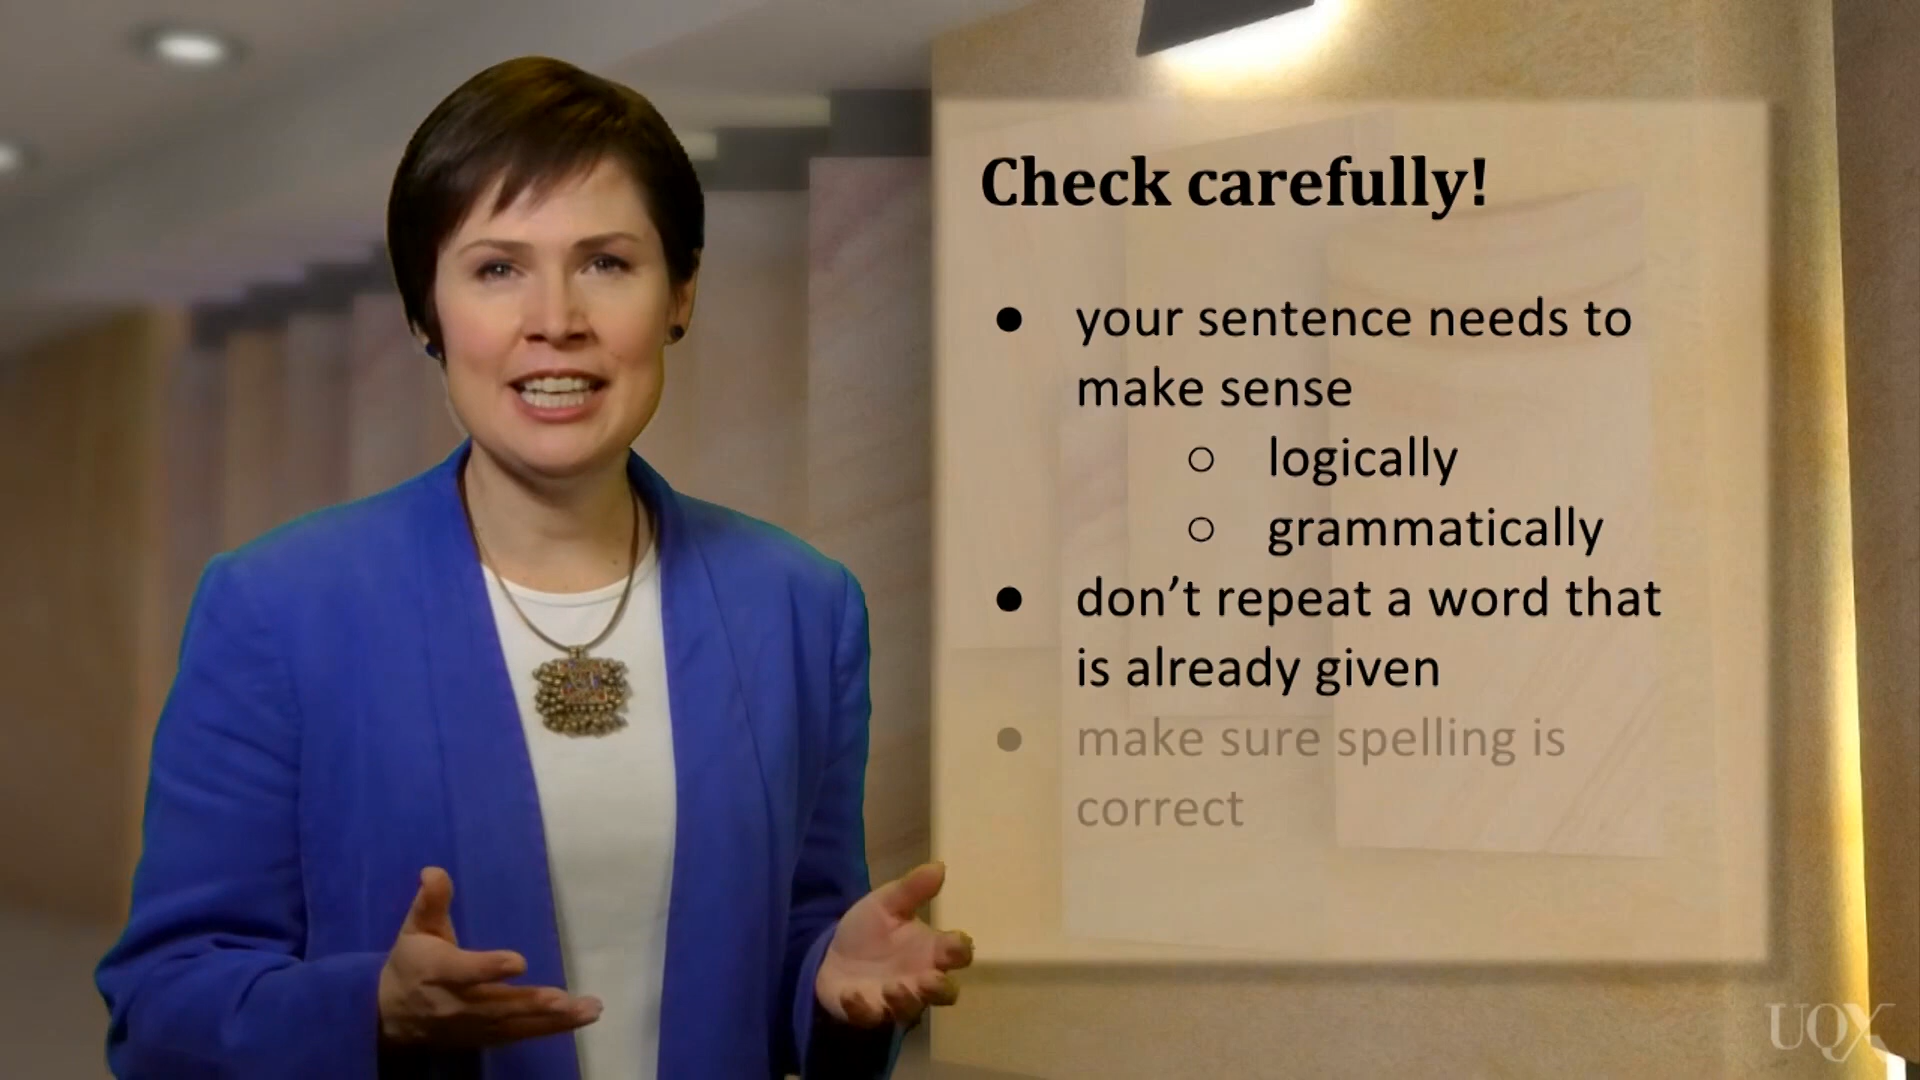 Check carefully!
● your sentence needs to
make sense
○ logically
○ grammatically
● don’t repeat a word that
is already given
● make sure spelling is
correct
UQX